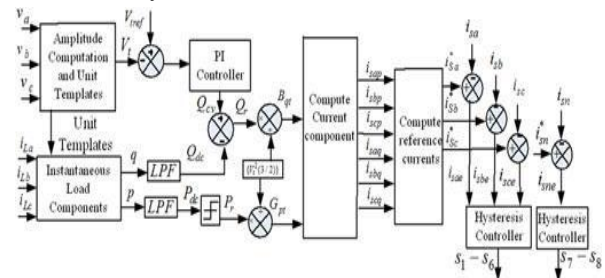 v_a
v_b
v_c
Amplitude
Computation
and Unit
Templates
V_tref
V_t
PI
Controller
Q_cv
Q_r
B_qt
Unit
Templates
i_La
i_Lb
i_Lc
Instantaneous
Load
Components
q
LPF
Q_dc
p
LPF
P_dc
P_r
G_pt
Compute
Current
component
i_sap
i_sbp
i_scp
i_saq
i_sbq
i_scq
Compute
reference
currents
i*_Sa
i_Sb
i*_Sc
i_sa
i_sb
i_sc
i_sn
i*_sn
i_sae
i_sbe
i_sce
i_sne
Hysteresis
Controller
Hysteresis
Controller
s_1 − s_6
s_7 − s_8